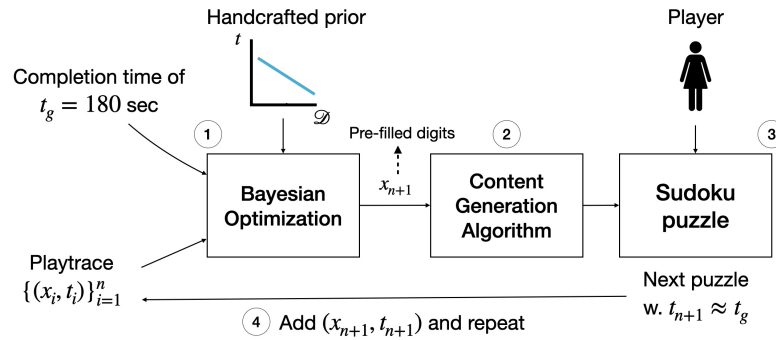 Handcrafted prior
Player
t
𝒟
Completion time of
t_g = 180 sec
1
Pre-filled digits
2
3
x_{n+1}
Bayesian
Optimization
Content
Generation
Algorithm
Sudoku
puzzle
Playtrace
{(x_i, t_i)}_{i=1}^n
Next puzzle
w. t_{n+1} ≈ t_g
4 Add (x_{n+1}, t_{n+1}) and repeat